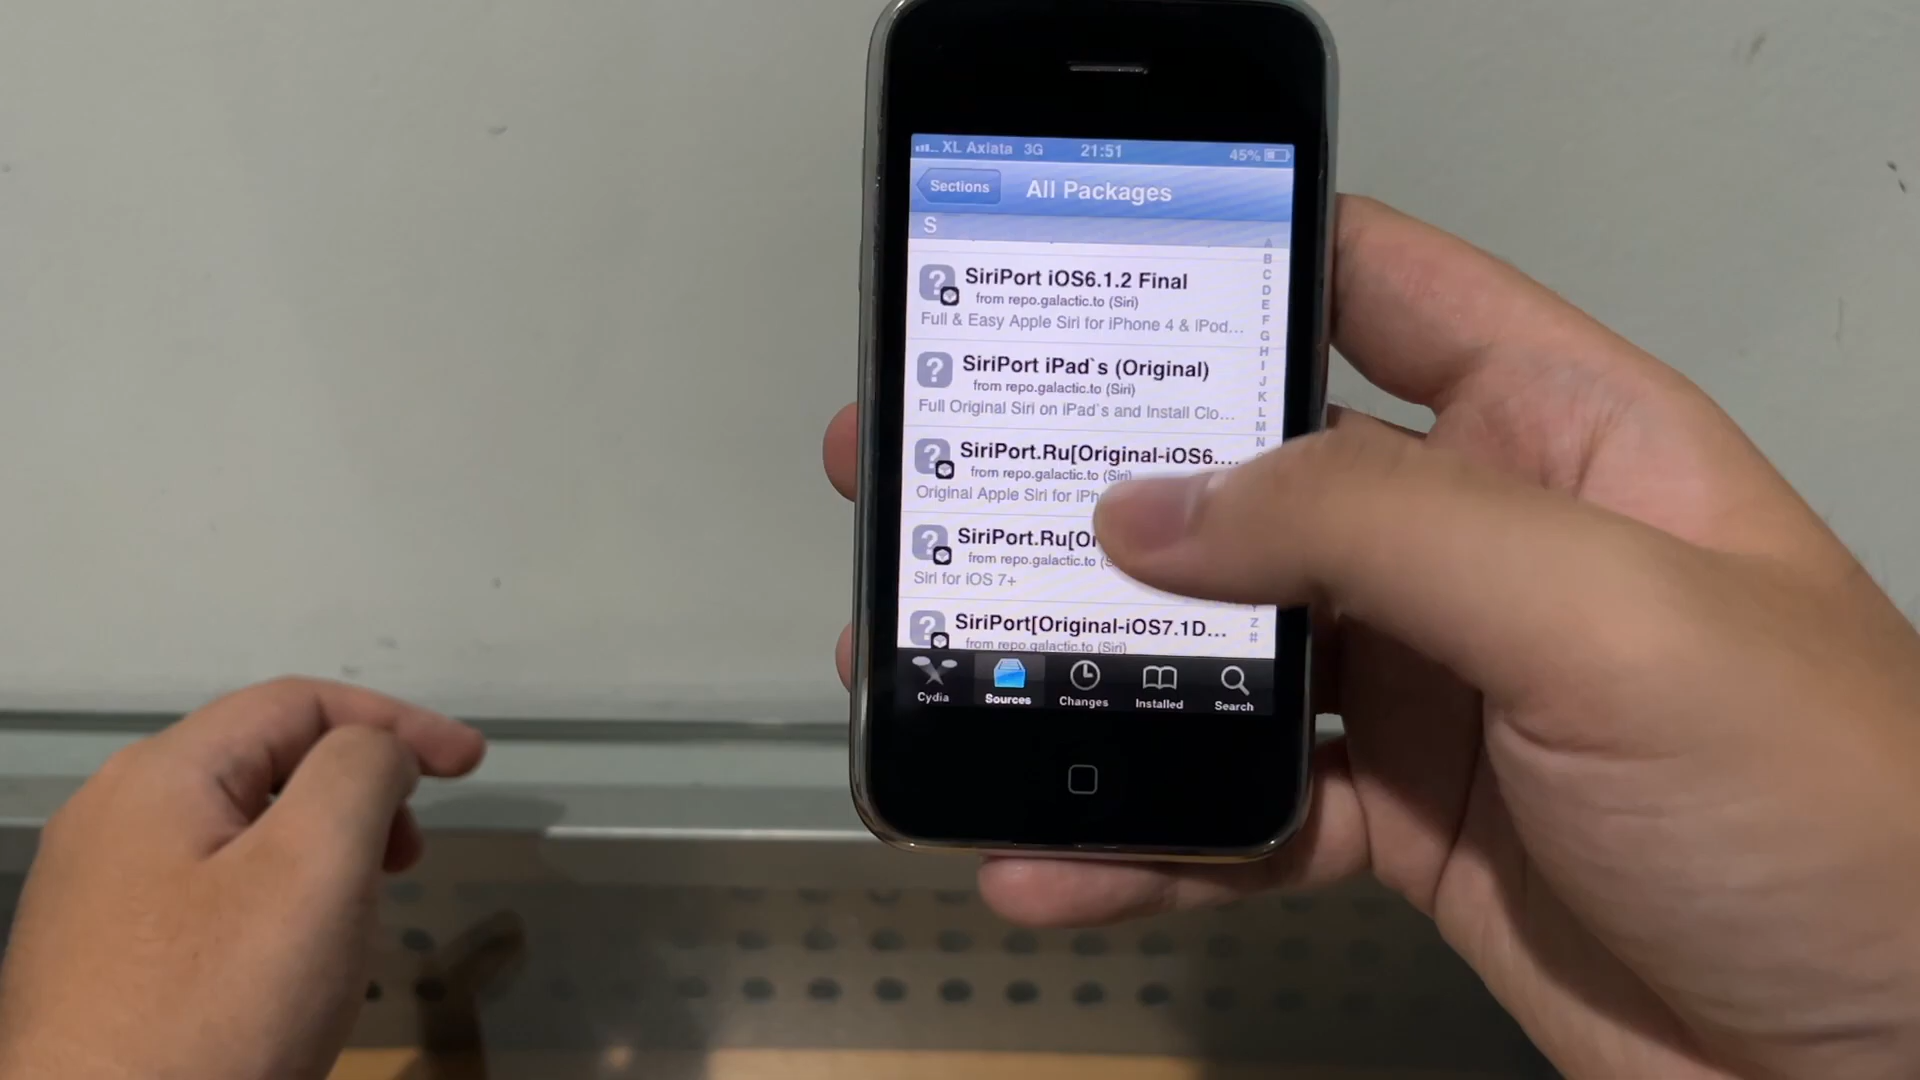 XL Axiata 3G 21:51 45%
Sections All Packages
S
SiriPort iOS6.1.2 Final
from repo.galactic.to (Siri)
Full & Easy Apple Siri for iPhone 4 & iPod...
SiriPort iPad`s (Original)
from repo.galactic.to (Siri)
Full Original Siri on iPad`s and Install Clo...
SiriPort.Ru[Original-iOS6....
from repo.galactic.to (Siri)
Original Apple Siri for
SiriPort.Ru
from repo.galactic.to
Siri for iOS 7+
SiriPort[Original-iOS7.1D...
from repo.galactic.to (Siri)
A
B
C
D
E
F
G
H
I
J
K
L
M
N
Z
#
Cydia Sources Changes Installed Search